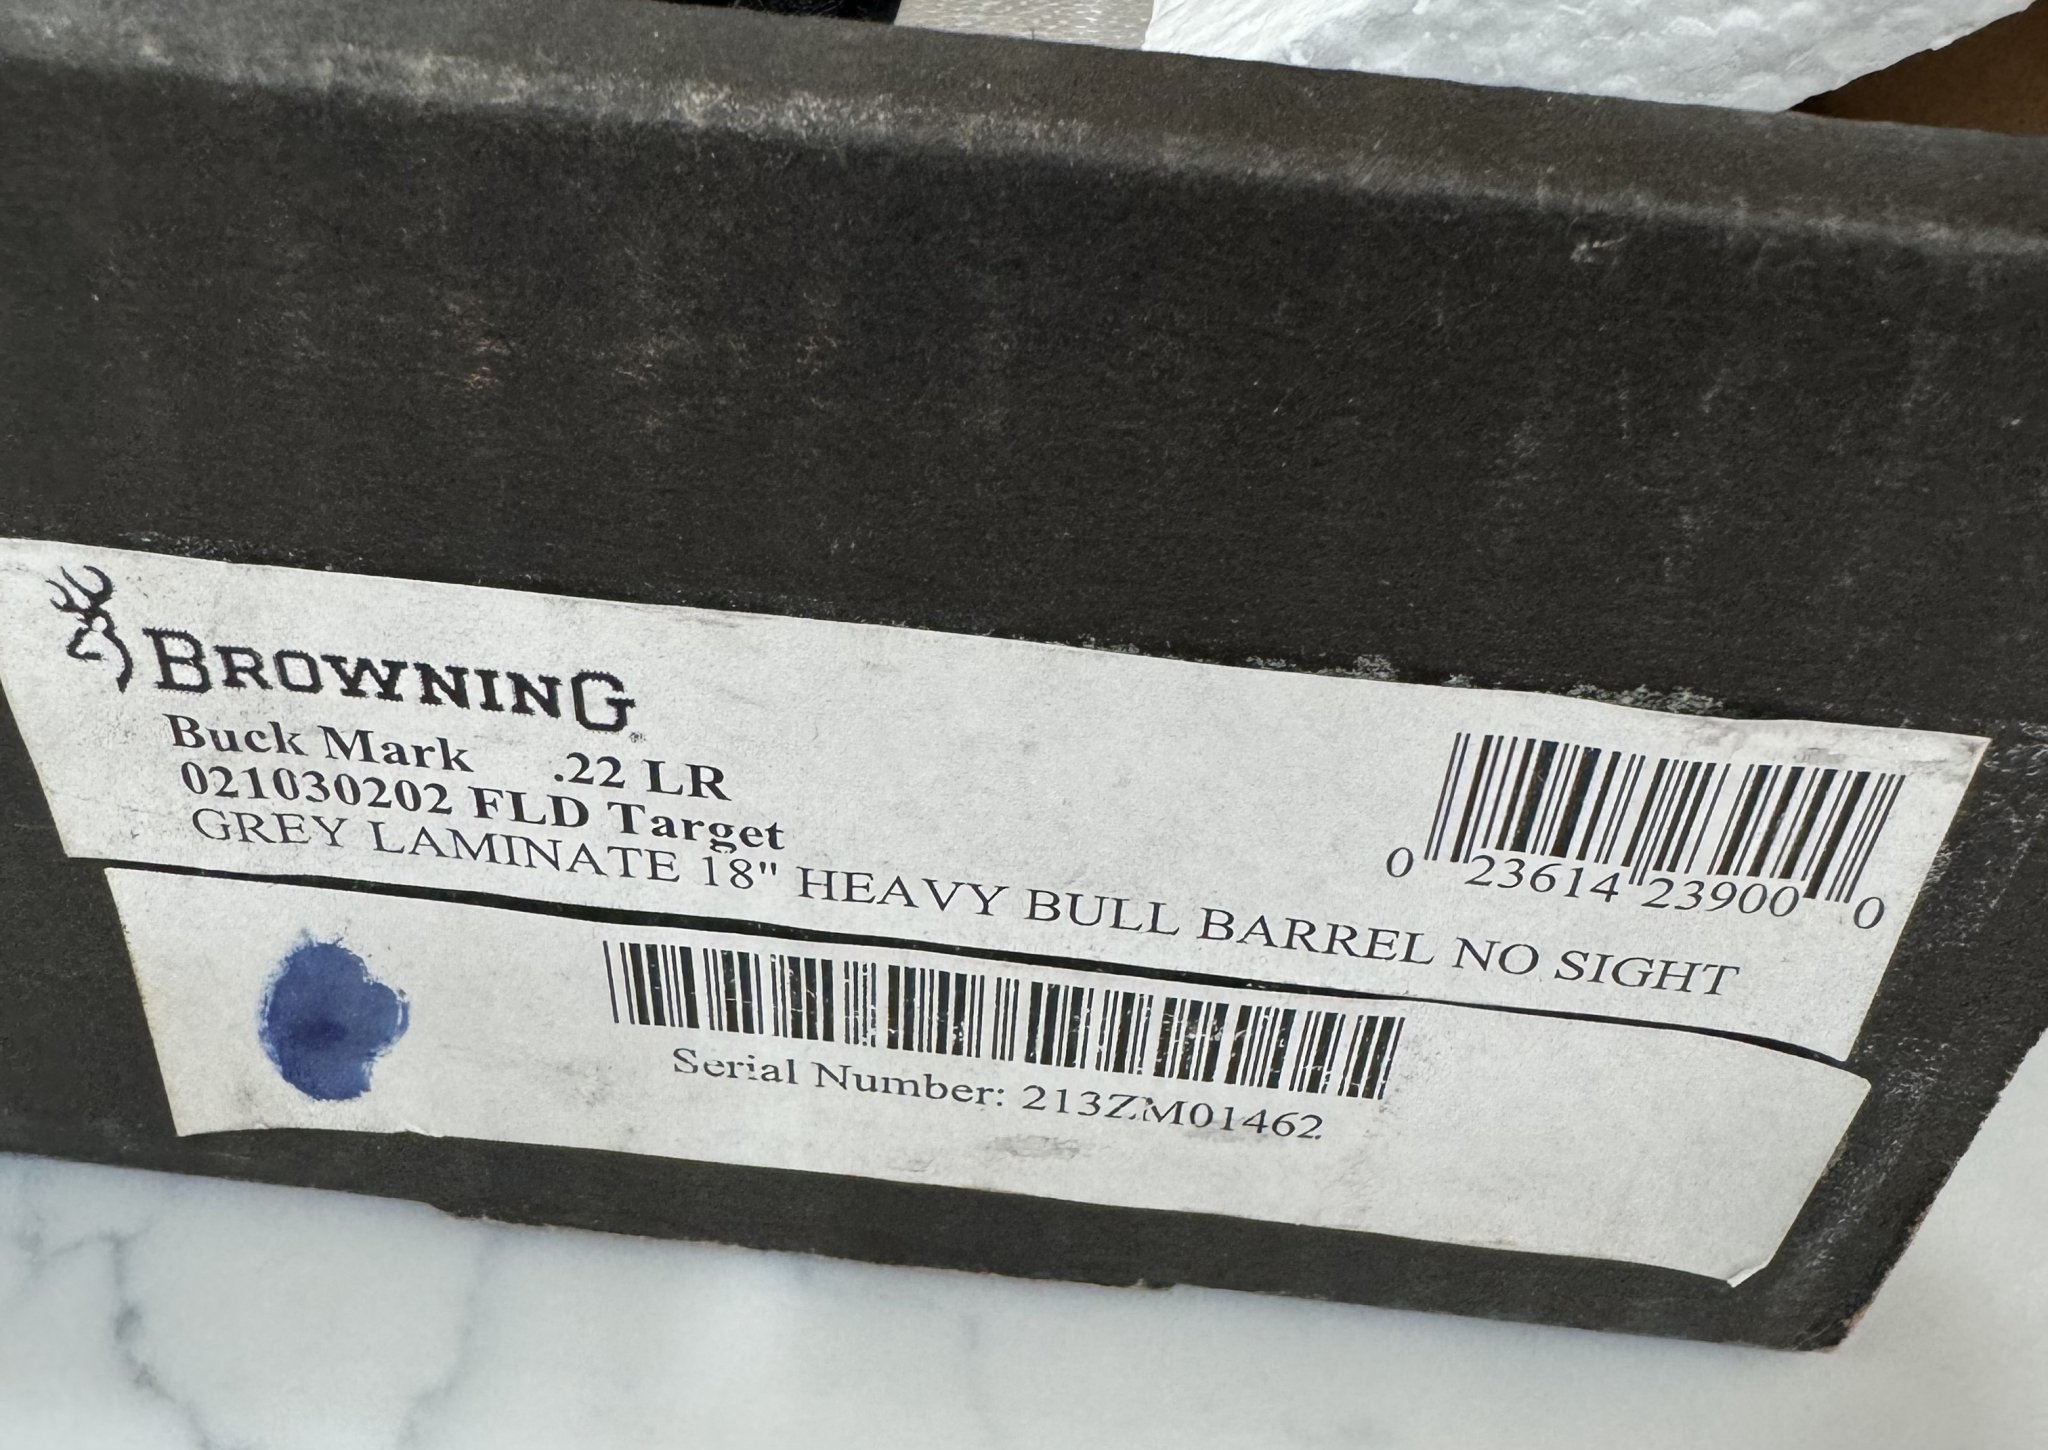 BROWNING
Buck Mark .22 LR
021030202 FLD Target
GREY LAMINATE 18" HEAVY BULL BARREL NO SIGHT
0 23614 23900 0
Serial Number: 213ZM01462